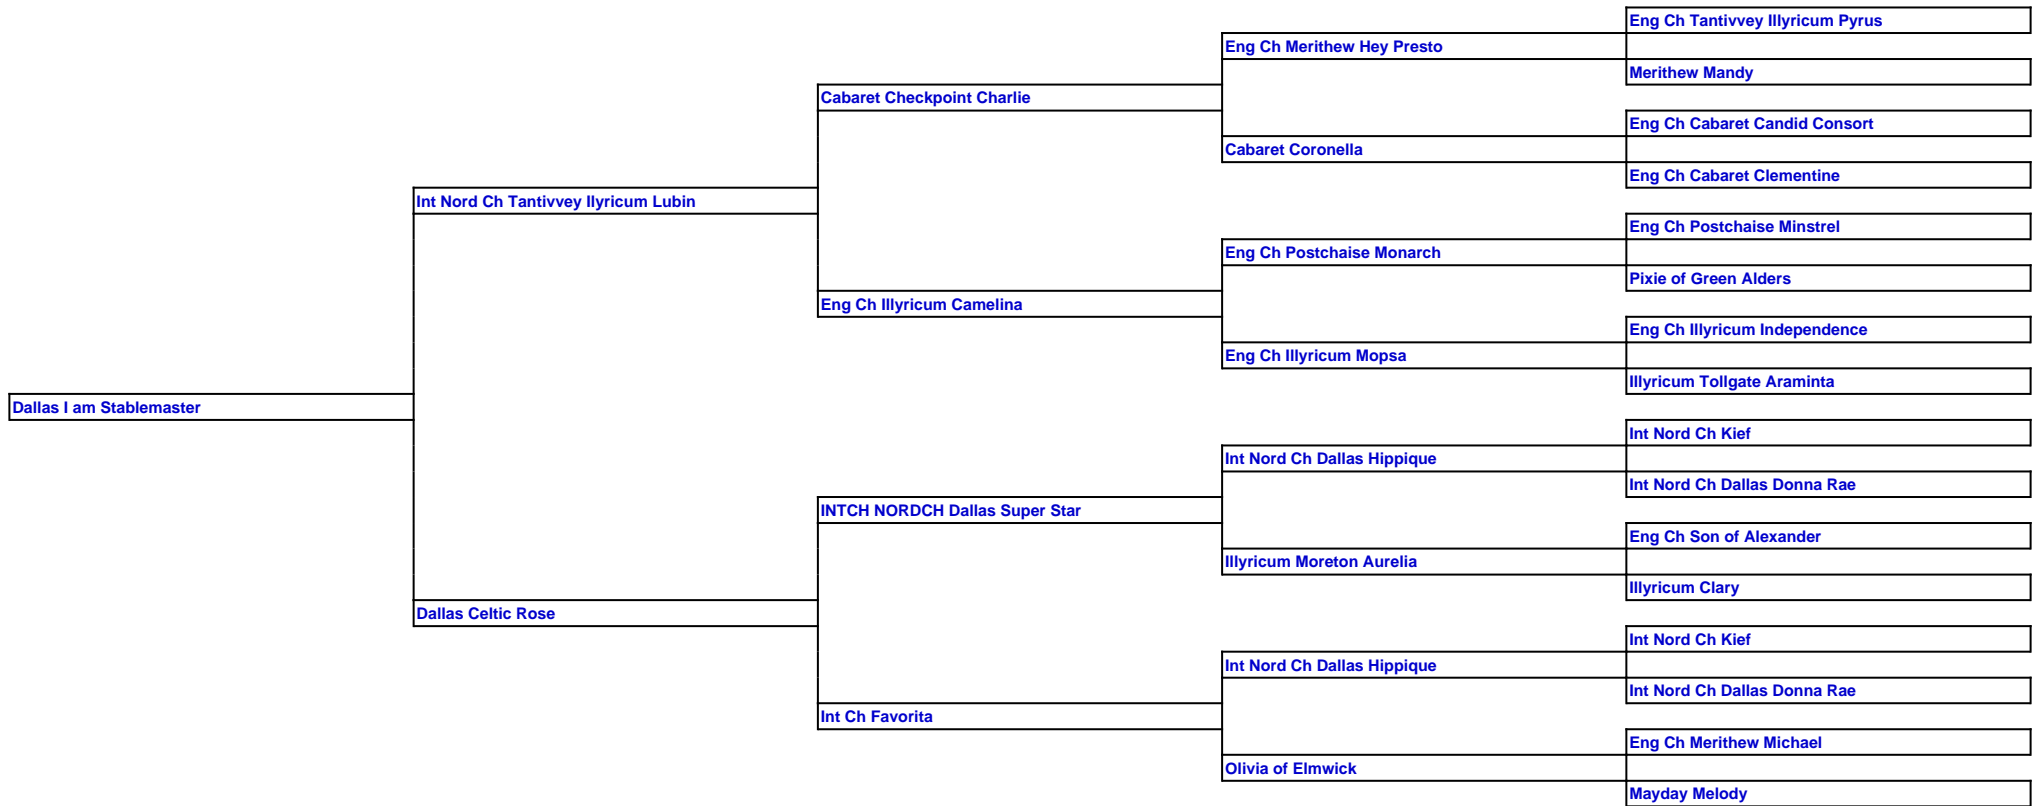 Eng Ch Tantivvey Illyricum Pyrus
Eng Ch Merithew Hey Presto
Merithew Mandy
Cabaret Checkpoint Charlie
Eng Ch Cabaret Candid Consort
Cabaret Coronella
Eng Ch Cabaret Clementine
Int Nord Ch Tantivvey Ilyricum Lubin
Eng Ch Postchaise Minstrel
Eng Ch Postchaise Monarch
Pixie of Green Alders
Eng Ch Illyricum Camelina
Eng Ch Illyricum Independence
Eng Ch Illyricum Mopsa
Illyricum Tollgate Araminta
Dallas I am Stablemaster
Int Nord Ch Kief
Int Nord Ch Dallas Hippique
Int Nord Ch Dallas Donna Rae
INTCH NORDCH Dallas Super Star
Eng Ch Son of Alexander
Illyricum Moreton Aurelia
Illyricum Clary
Dallas Celtic Rose
Int Nord Ch Kief
Int Nord Ch Dallas Hippique
Int Nord Ch Dallas Donna Rae
Int Ch Favorita
Eng Ch Merithew Michael
Olivia of Elmwick
Mayday Melody